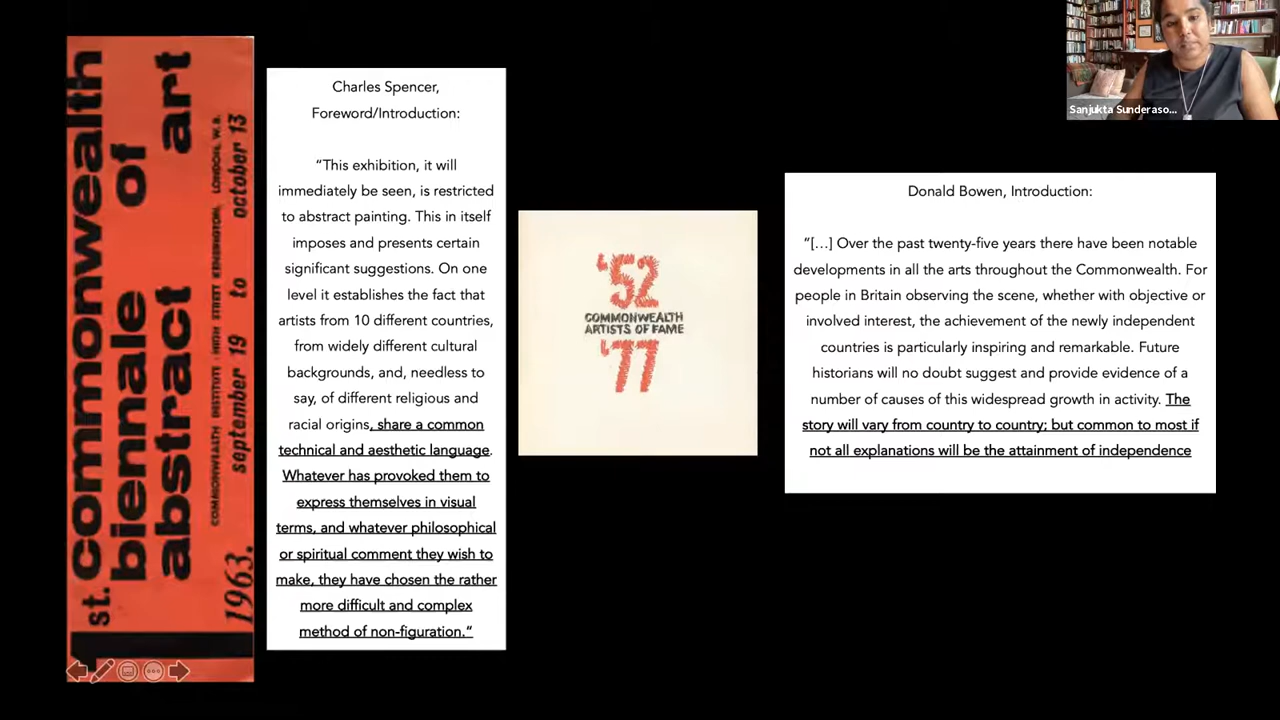 1st. commonwealth
biennale of
abstract art
COMMONWEALTH INSTITUTE · HIGH STREET KENSINGTON, LONDON, W.8.
1963. september 19 to october 13
Charles Spencer,
Foreword/Introduction:
“This exhibition, it will
immediately be seen, is restricted
to abstract painting. This in itself
imposes and presents certain
significant suggestions. On one
level it establishes the fact that
artists from 10 different countries,
from widely different cultural
backgrounds, and, needless to
say, of different religious and
racial origins, share a common
technical and aesthetic language.
Whatever has provoked them to
express themselves in visual
terms, and whatever philosophical
or spiritual comment they wish to
make, they have chosen the rather
more difficult and complex
method of non-figuration.”
‘52
COMMONWEALTH
ARTISTS OF FAME
‘77
Donald Bowen, Introduction:
“[…] Over the past twenty-five years there have been notable
developments in all the arts throughout the Commonwealth. For
people in Britain observing the scene, whether with objective or
involved interest, the achievement of the newly independent
countries is particularly inspiring and remarkable. Future
historians will no doubt suggest and provide evidence of a
number of causes of this widespread growth in activity. The
story will vary from country to country; but common to most if
not all explanations will be the attainment of independence
Sanjukta Sunderaso...